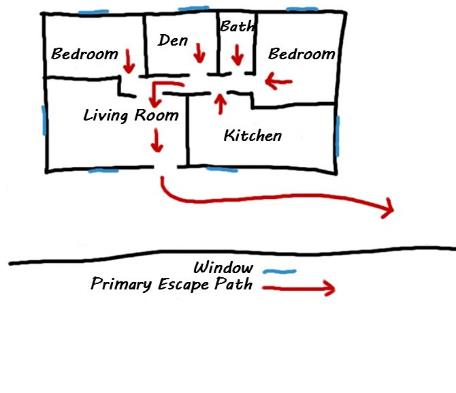 Bath
Den
Bedroom
Bedroom
Living Room
Kitchen
Window
Primary Escape Path